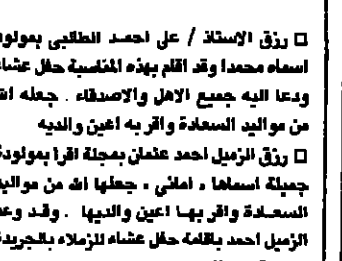 □ رزق الاستاذ / على احمد الطالبى بمولود
اسماه محمدا وقد اقام بهذه المناسبة حفل عشاء
ودعا اليه جميع الاهل والاصدقاء . جعله الله
من مواليد السعادة واقر به اعين والديه
□ رزق الزميل احمد عثمان بمجلة اقرأ بمولودة
جميلة اسماها « امانى » جعلها الله من مواليد
السعادة واقر بها اعين والديها . وقد وعد
الزميل احمد باقامة حفل عشاء للزملاء بالجريدة